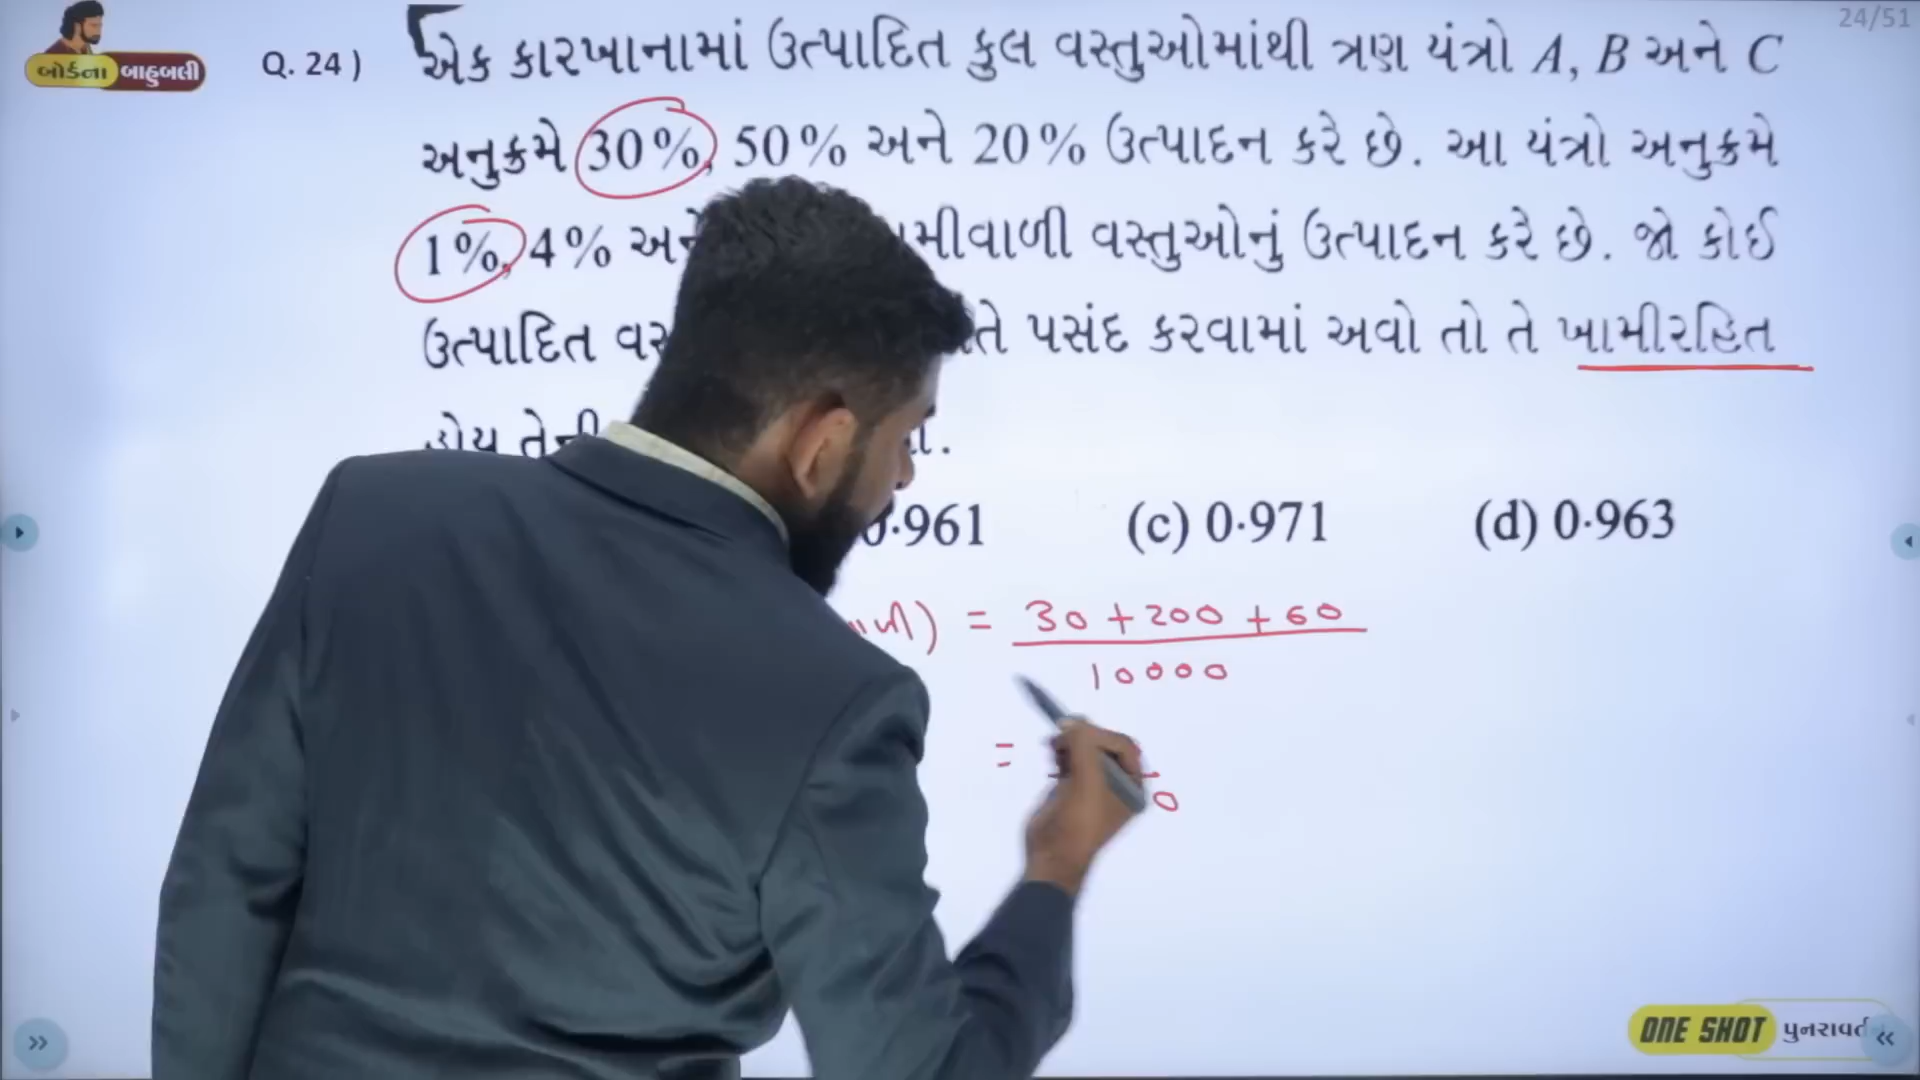 24/51
બોર્ડના બાહુબલી
Q. 24 ) એક કારખાનામાં ઉત્પાદિત કુલ વસ્તુઓમાંથી ત્રણ યંત્રો A, B અને C
અનુક્રમે 30%, 50% અને 20% ઉત્પાદન કરે છે. આ યંત્રો અનુક્રમે
1%, 4% વસ્તુઓનું ઉત્પાદન કરે છે. જો કોઈ
ઉત્પાદિત પસંદ કરવામાં અવો તો તે ખામીરહિત
હોય
0·961 (c) 0·971 (d) 0·963
= 30 + 200 + 60
10000
=
0
ONE SHOT